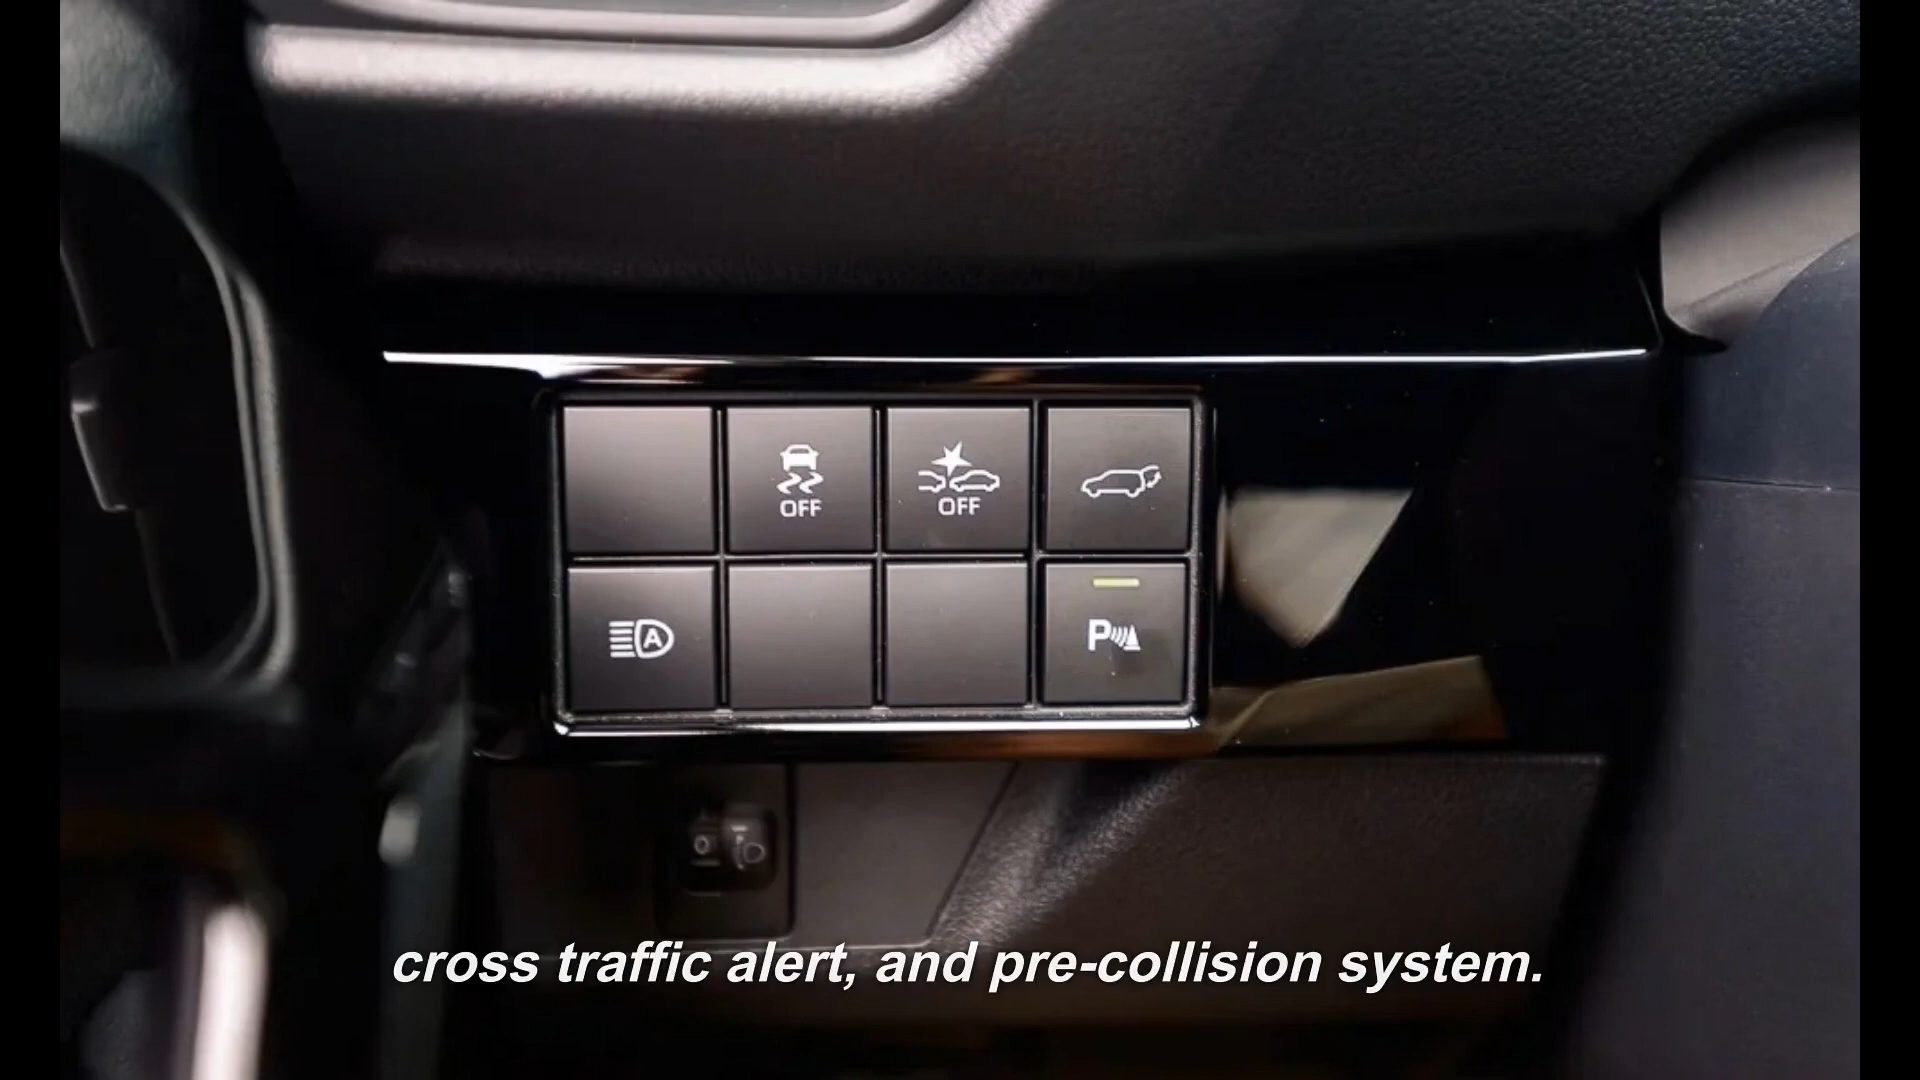 OFF
OFF
A
P
cross traffic alert, and pre-collision system.